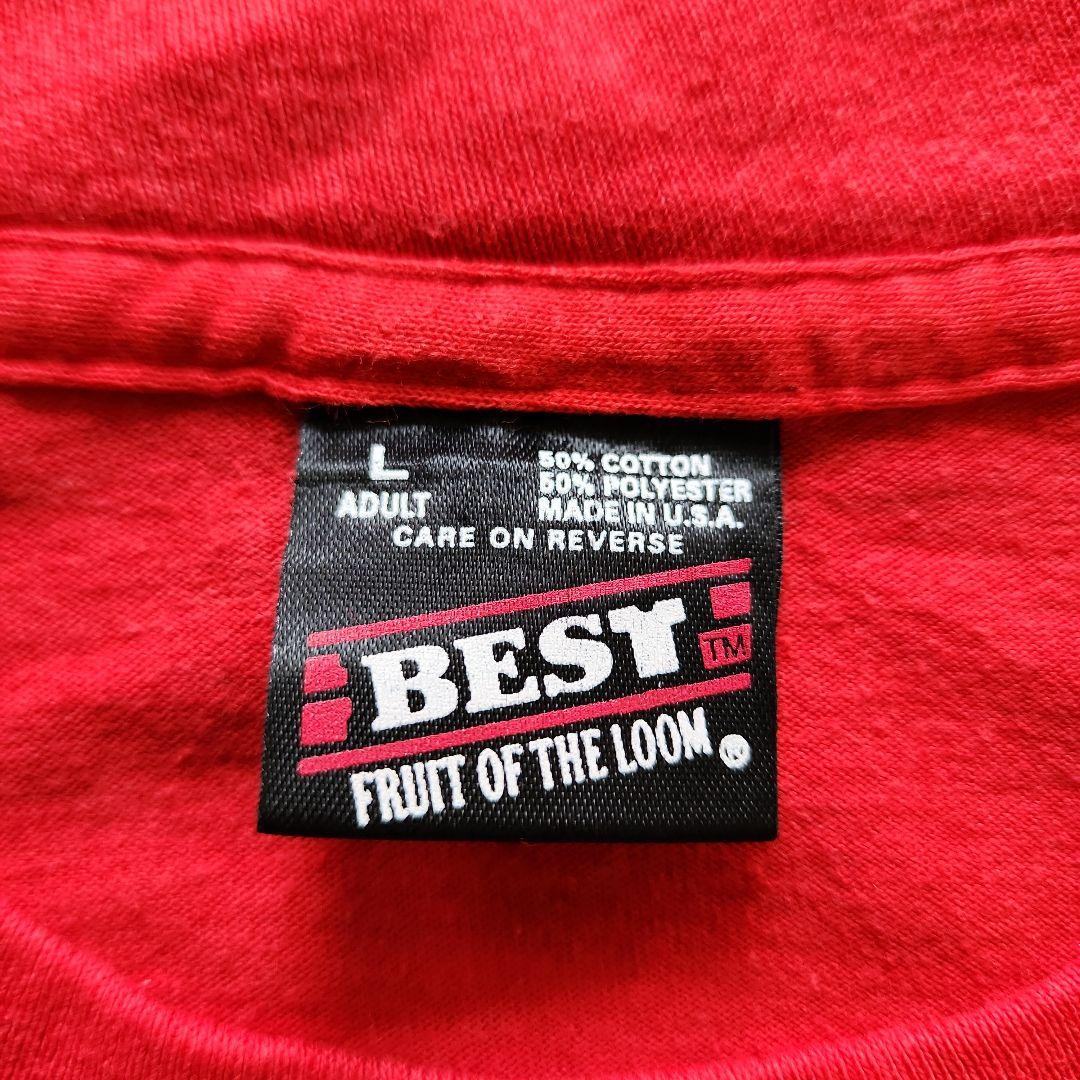 L
ADULT
50% COTTON
50% POLYESTER
MADE IN U.S.A.
CARE ON REVERSE
BEST TM
FRUIT OF THE LOOM ®